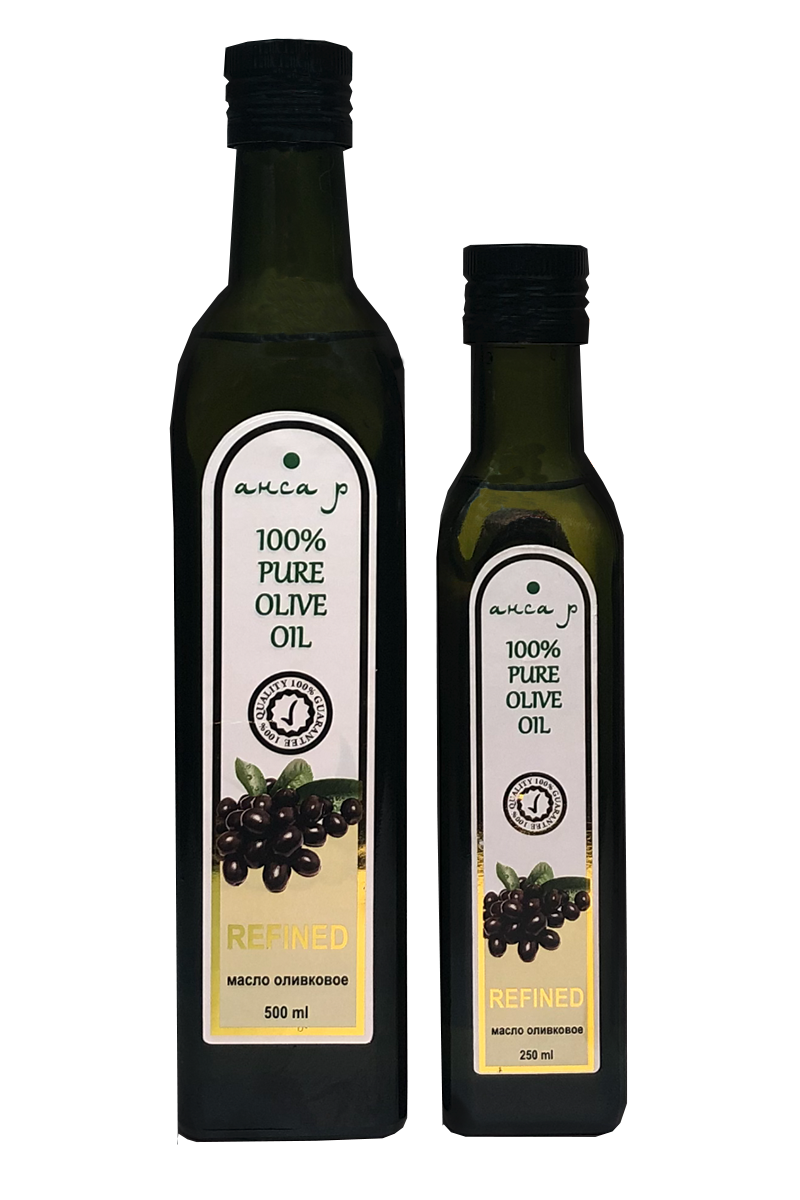 анса р
100%
PURE
OLIVE
OIL
QUALITY 100% GUARANTEE 100%
REFINED
масло оливковое
500 ml
анса р
100%
PURE
OLIVE
OIL
QUALITY 100% GUARANTEE 100%
REFINED
масло оливковое
250 ml